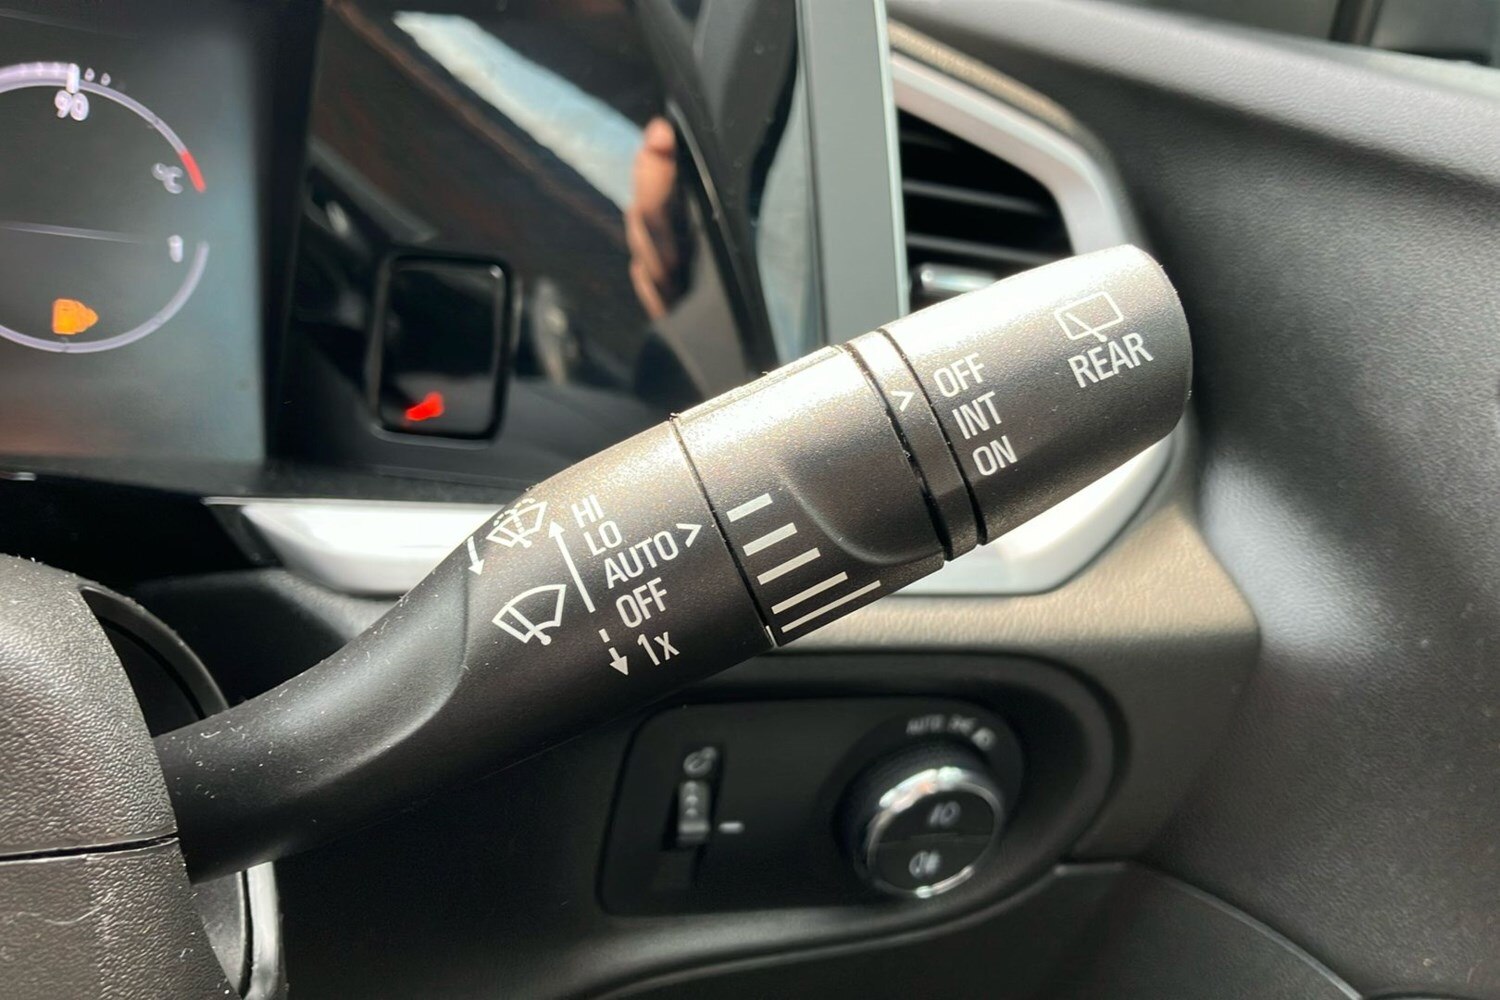 90
°C
HI
LO
AUTO >
OFF
1x
> OFF
INT
ON
REAR